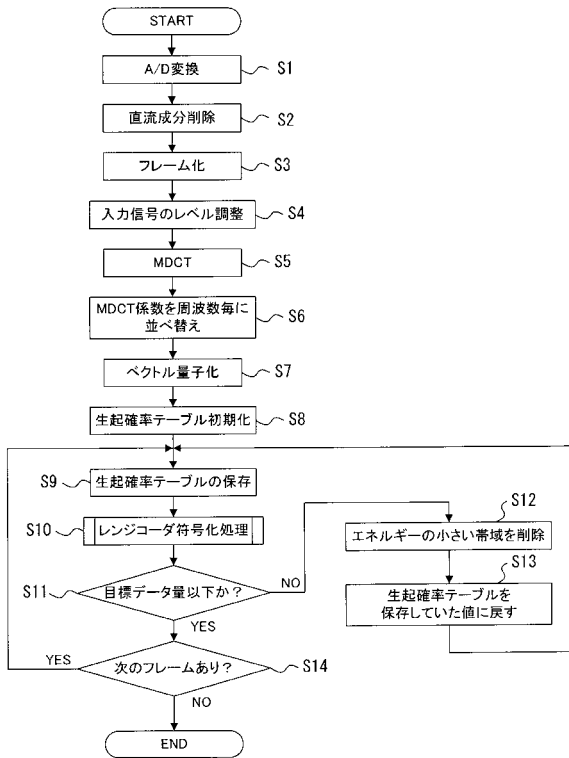 START
A/D変換
S1
直流成分削除
S2
フレーム化
S3
入力信号のレベル調整
S4
MDCT
S5
MDCT係数を周波数毎に
並べ替え
S6
ベクトル量子化
S7
生起確率テーブル初期化
S8
S9
生起確率テーブルの保存
S10
レンジコーダ符号化処理
S11
目標データ量以下か?
NO
YES
S12
エネルギーの小さい帯域を削除
S13
生起確率テーブルを
保存していた値に戻す
YES
次のフレームあり?
S14
NO
END